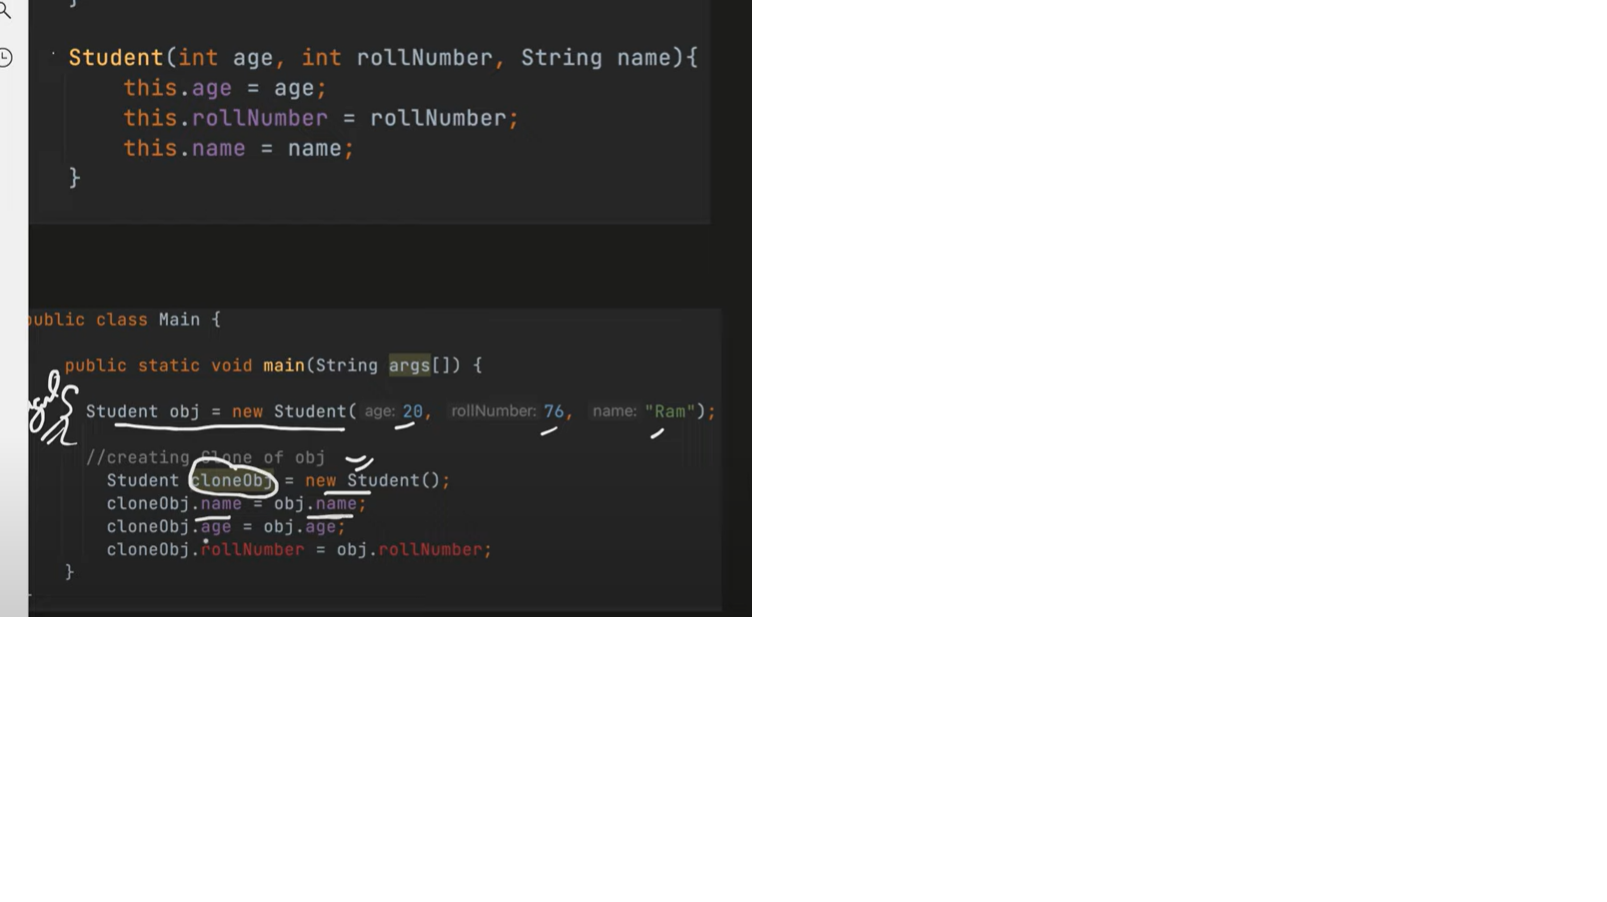 }
Student(int age, int rollNumber, String name){
this.age = age;
this.rollNumber = rollNumber;
this.name = name;
}
public class Main {
public static void main(String args[]) {
Student obj = new Student( age: 20, rollNumber: 76, name: "Ram");
//creating Clone of obj
Student cloneObj = new Student();
cloneObj.name = obj.name;
cloneObj.age = obj.age;
cloneObj.rollNumber = obj.rollNumber;
}